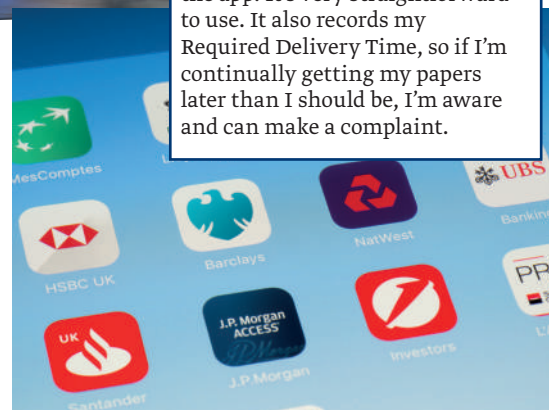 to use. It also records my
Required Delivery Time, so if I’m
continually getting my papers
later than I should be, I’m aware
and can make a complaint.
MesComptes
UBS
HSBC UK
Barclays
NatWest
Banking
PR
UK
J.P. Morgan
ACCESS
Santander
J.P.Morgan
Investors